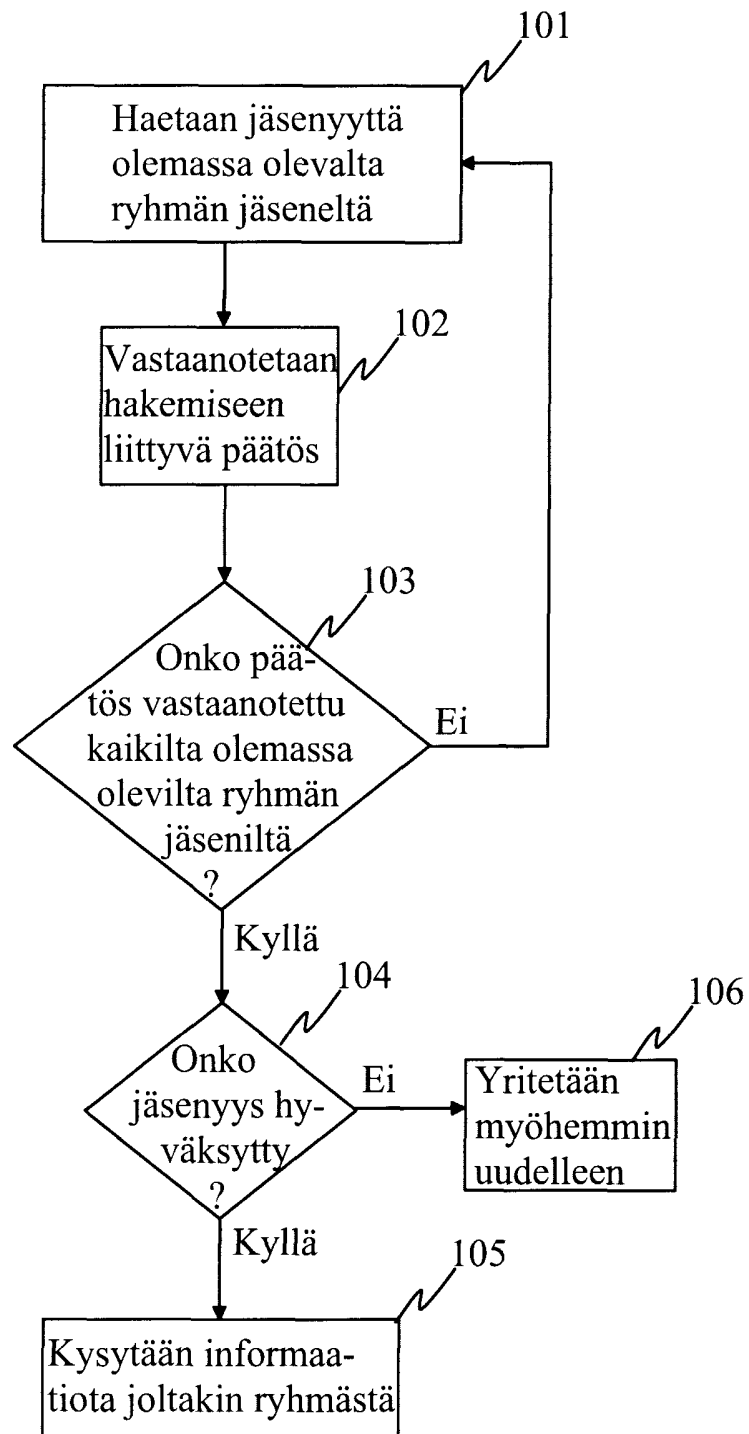 101
Haetaan jäsenyyttä
olemassa olevalta
ryhmän jäseneltä
102
Vastaanotetaan
hakemiseen
liittyvä päätös
103
Onko pää-
tös vastaanotettu
kaikilta olemassa
olevilta ryhmän
jäseniltä
?
Ei
Kyllä
104
Onko
jäsenyys hy-
väksytty
?
Ei
106
Yritetään
myöhemmin
uudelleen
Kyllä
105
Kysytään informaa-
tiota joltakin ryhmästä